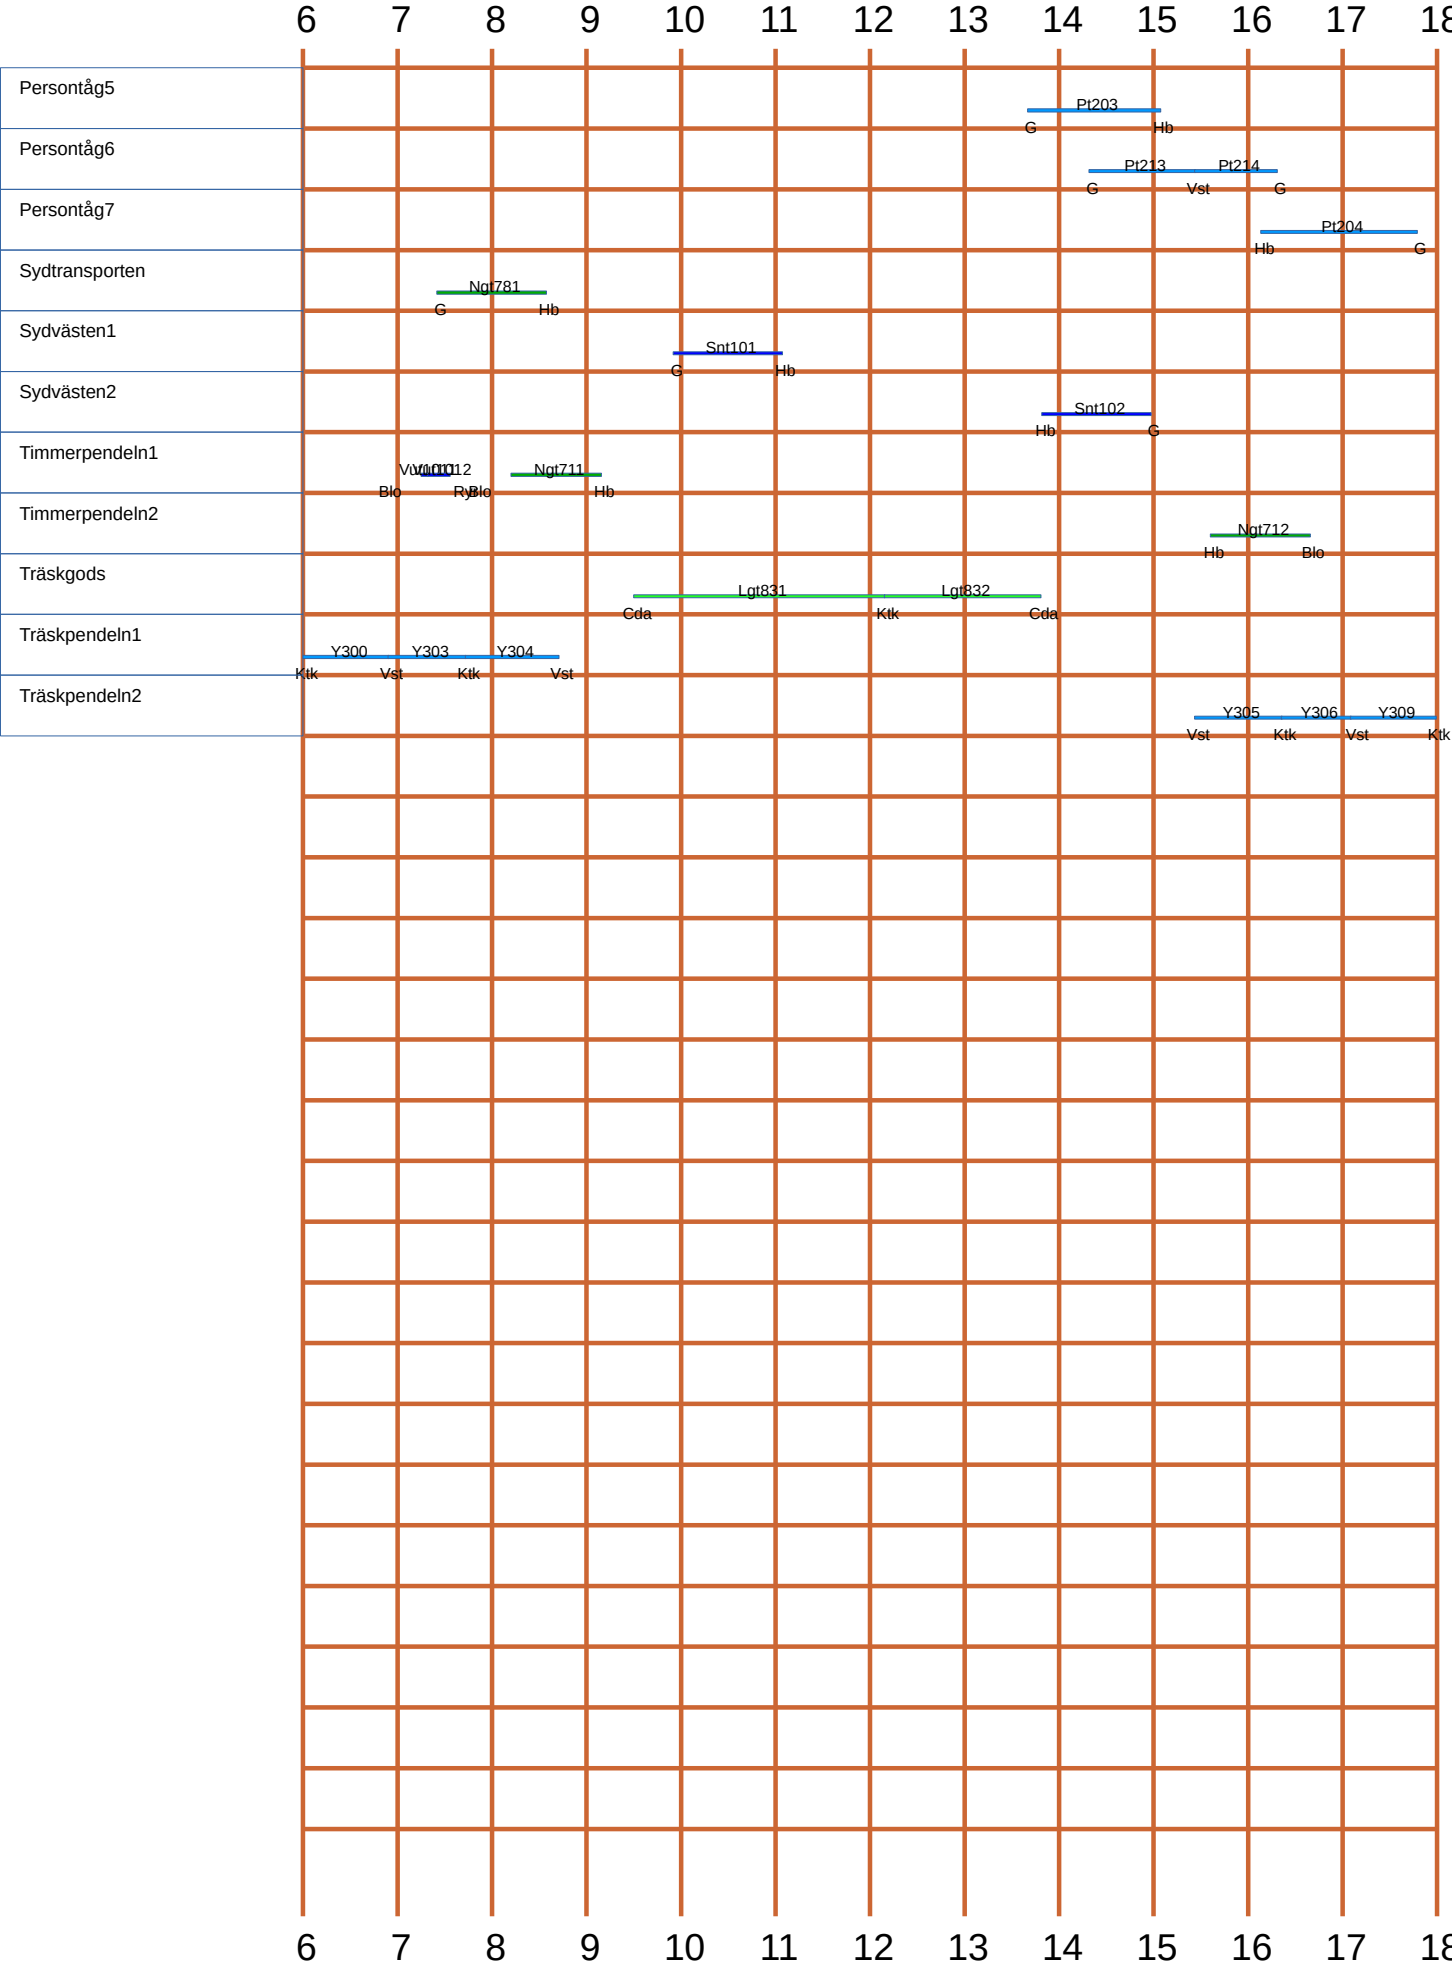 6 7 8 9 10 11 12 13 14 15 16 17 18
Persontåg5
Pt203
G Hb
Persontåg6
Pt213 Pt214
G Vst G
Persontåg7
Pt204
Hb G
Sydtransporten
Ngt781
G Hb
Sydvästen1
Snt101
G Hb
Sydvästen2
Snt102
Hb G
Timmerpendeln1
Ngt711
Blo Blo Hb
Timmerpendeln2
Ngt712
Hb Blo
Träskgods
Lgt831 Lgt832
Cda Ktk Cda
Träskpendeln1
Y300 Y303 Y304
Ktk Vst Ktk Vst
Träskpendeln2
Y305 Y306 Y309
Vst Ktk Vst Ktk
6 7 8 9 10 11 12 13 14 15 16 17 18